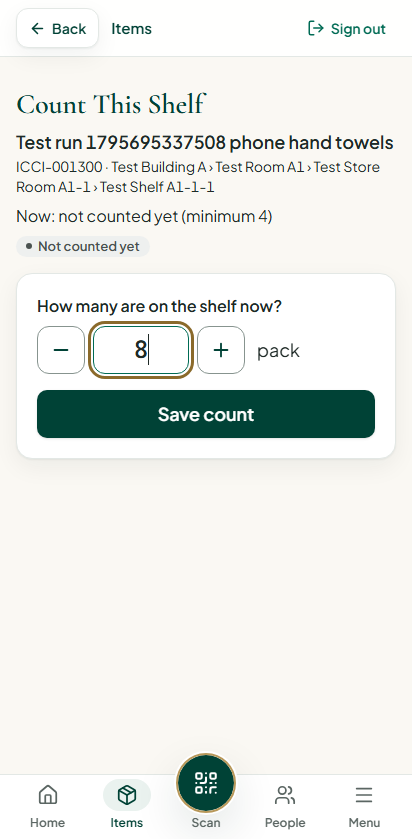 Back
Items
Sign out
Count This Shelf
Test run 1795695337508 phone hand towels
ICCI-001300 · Test Building A › Test Room A1 › Test Store
Room A1-1 › Test Shelf A1-1-1
Now: not counted yet (minimum 4)
Not counted yet
How many are on the shelf now?
8
pack
Save count
Home
Items
Scan
People
Menu